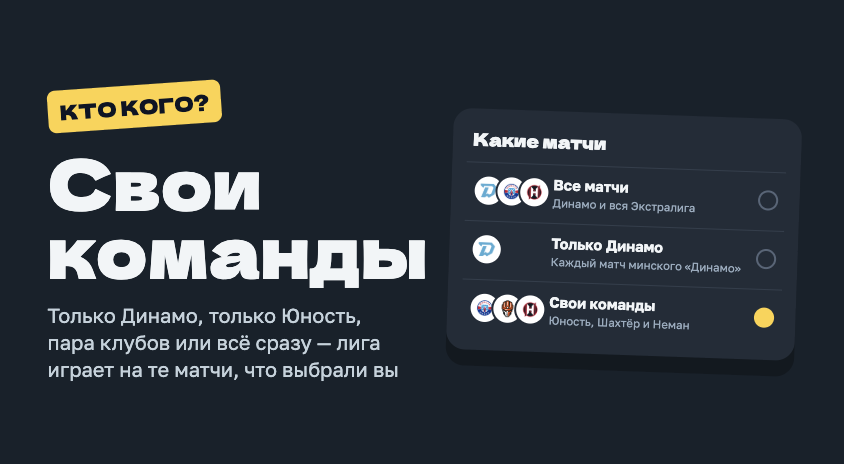 КТО КОГО?
Свои
команды
Только Динамо, только Юность,
пара клубов или всё сразу — лига
играет на те матчи, что выбрали вы
Какие матчи
Все матчи
Динамо и вся Экстралига
Только Динамо
Каждый матч минского «Динамо»
Свои команды
Юность, Шахтёр и Неман